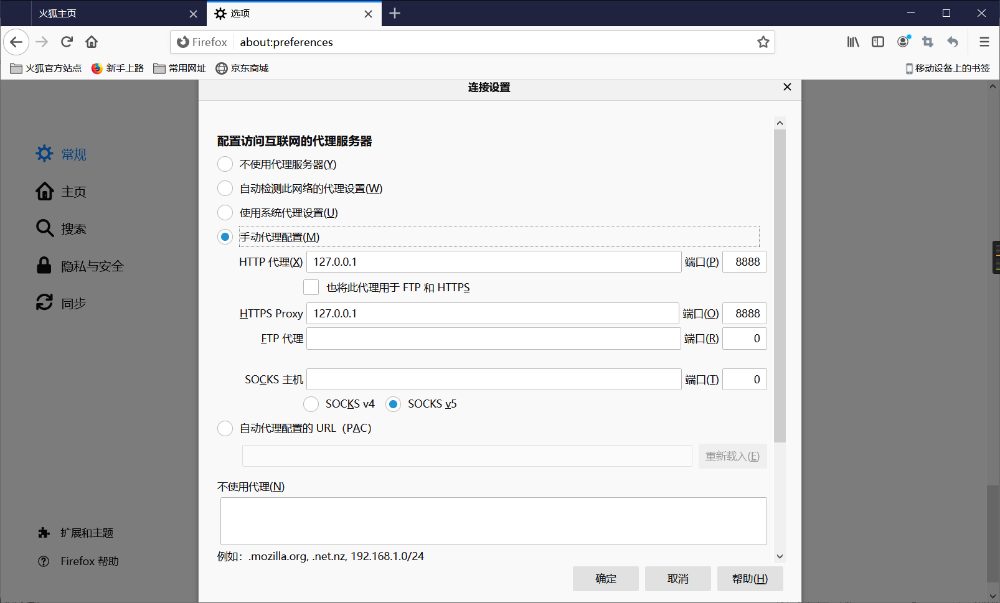 火狐主页
选项
Firefox
about:preferences
火狐官方站点
新手上路
常用网址
京东商城
移动设备上的书签
连接设置
常规
主页
搜索
隐私与安全
同步
扩展和主题
Firefox 帮助
配置访问互联网的代理服务器
不使用代理服务器(Y)
自动检测此网络的代理设置(W)
使用系统代理设置(U)
手动代理配置(M)
HTTP 代理(X) 127.0.0.1 端口(P) 8888
也将此代理用于 FTP 和 HTTPS
HTTPS Proxy 127.0.0.1 端口(O) 8888
FTP 代理 端口(R) 0
SOCKS 主机 端口(T) 0
SOCKS v4 SOCKS v5
自动代理配置的 URL（PAC）
重新载入(E)
不使用代理(N)
例如：.mozilla.org, .net.nz, 192.168.1.0/24
确定 取消 帮助(H)